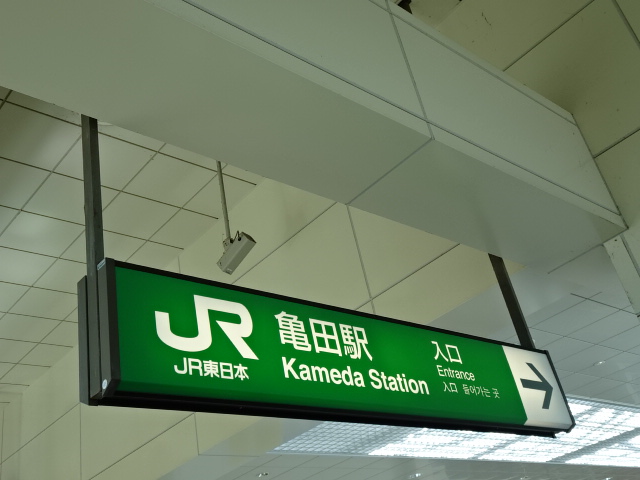 JR
JR東日本
亀田駅
Kameda Station
入口
Entrance
入口 들어가는 곳